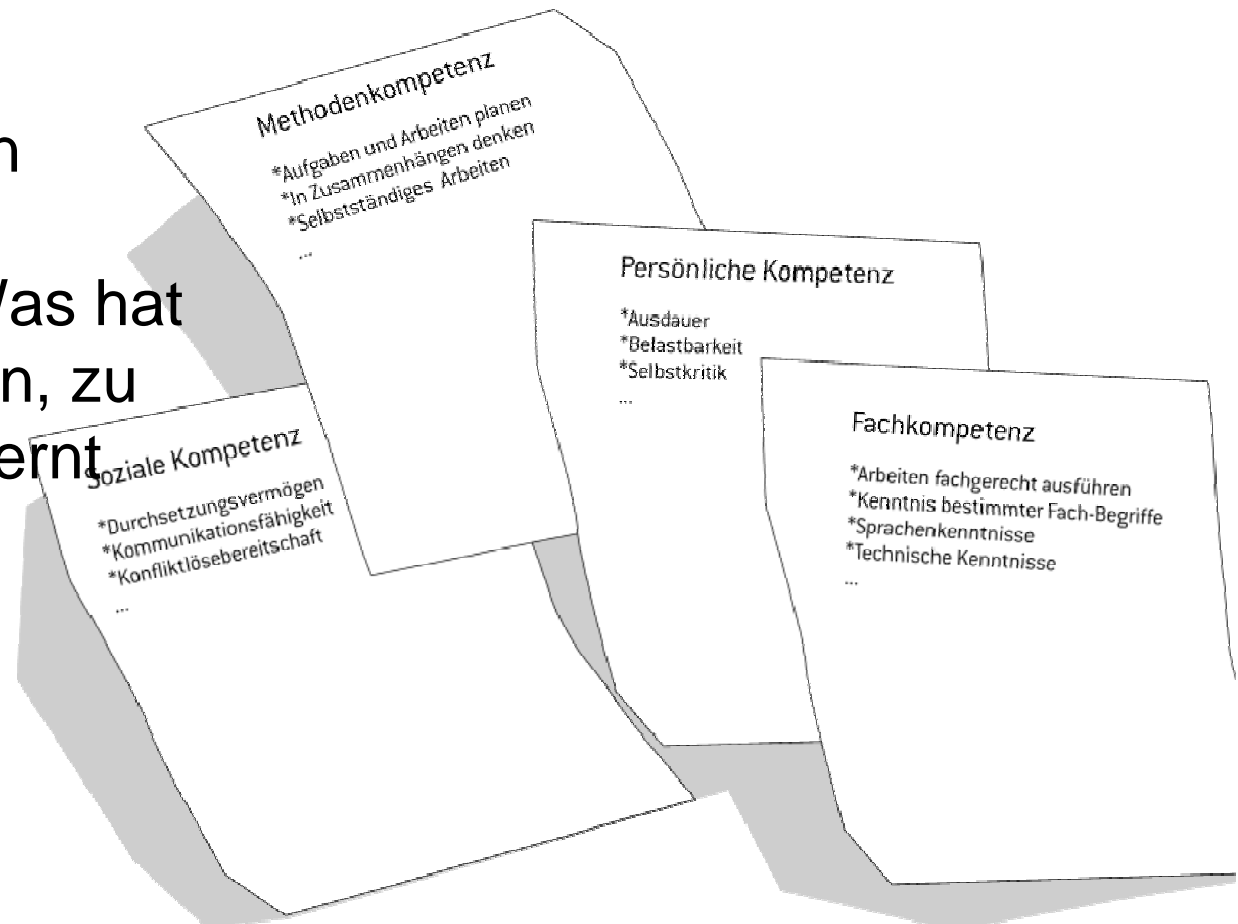 Methodenkompetenz
*Aufgaben und Arbeiten planen
*In Zusammenhängen denken
*Selbstständiges Arbeiten
...
n
Was hat
n, zu
ernt
Persönliche Kompetenz
*Ausdauer
*Belastbarkeit
*Selbstkritik
...
Soziale Kompetenz
*Durchsetzungsvermögen
*Kommunikationsfähigkeit
*Konfliktlösebereitschaft
...
Fachkompetenz
*Arbeiten fachgerecht ausführen
*Kenntnis bestimmter Fach-Begriffe
*Sprachenkenntnisse
*Technische Kenntnisse
...